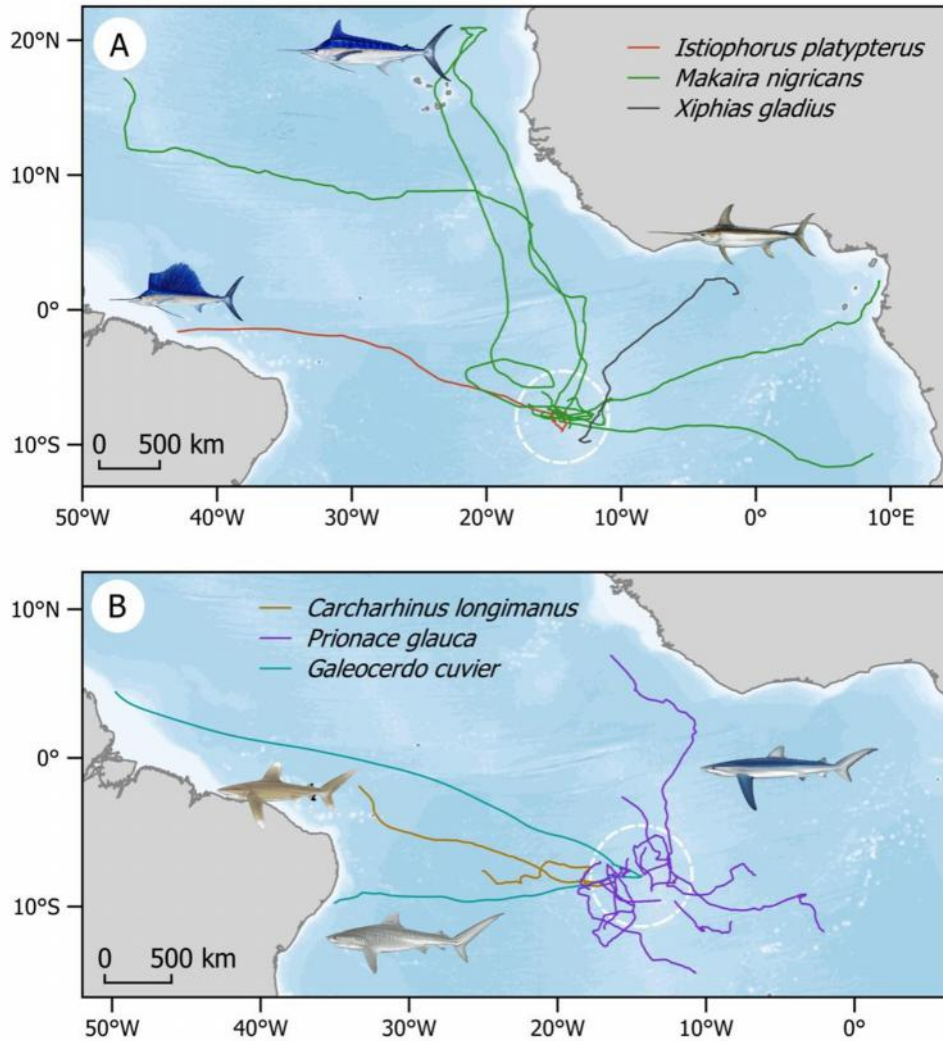 A
Istiophorus platypterus
Makaira nigricans
Xiphias gladius
20°N
10°N
0°
10°S
0 500 km
50°W 40°W 30°W 20°W 10°W 0° 10°E
B
Carcharhinus longimanus
Prionace glauca
Galeocerdo cuvier
10°N
0°
10°S
0 500 km
50°W 40°W 30°W 20°W 10°W 0°